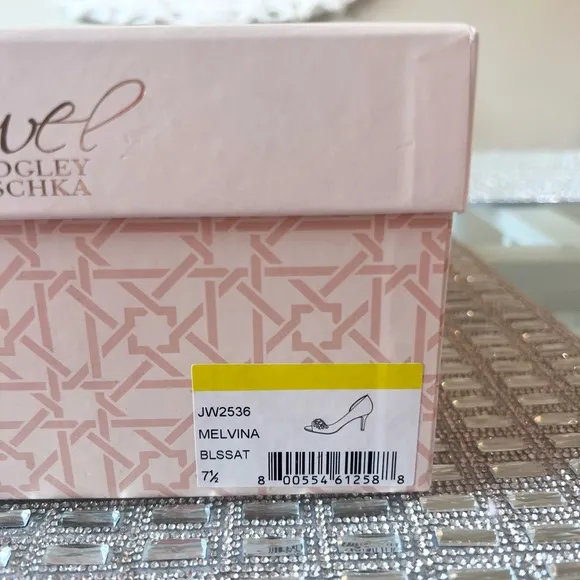 wel
DGLEY
SCHKA
JW2536
MELVINA
BLSSAT
7½
8 00554 61258 8